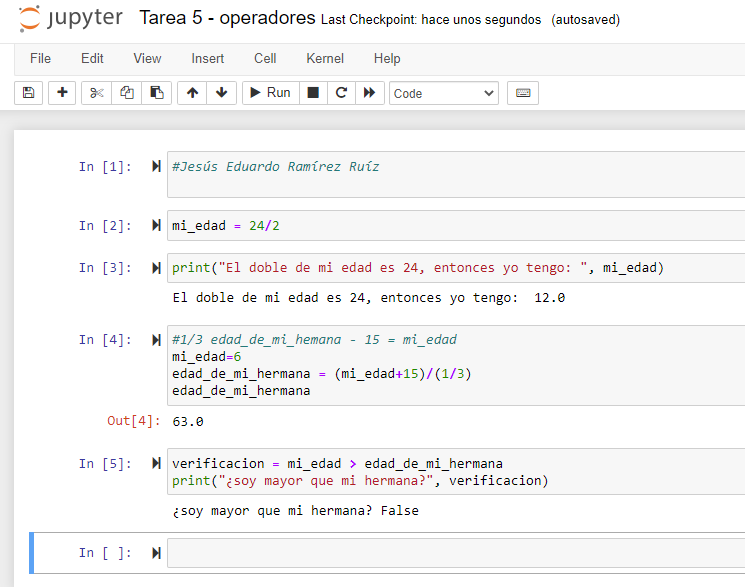 jupyter Tarea 5 - operadores Last Checkpoint: hace unos segundos (autosaved)
File Edit View Insert Cell Kernel Help
Run Code
In [1]: #Jesús Eduardo Ramírez Ruíz
In [2]: mi_edad = 24/2
In [3]: print("El doble de mi edad es 24, entonces yo tengo: ", mi_edad)
El doble de mi edad es 24, entonces yo tengo:  12.0
In [4]: #1/3 edad_de_mi_hemana - 15 = mi_edad
mi_edad=6
edad_de_mi_hermana = (mi_edad+15)/(1/3)
edad_de_mi_hermana
Out[4]: 63.0
In [5]: verificacion = mi_edad > edad_de_mi_hermana
print("¿soy mayor que mi hermana?", verificacion)
¿soy mayor que mi hermana? False
In [ ]: